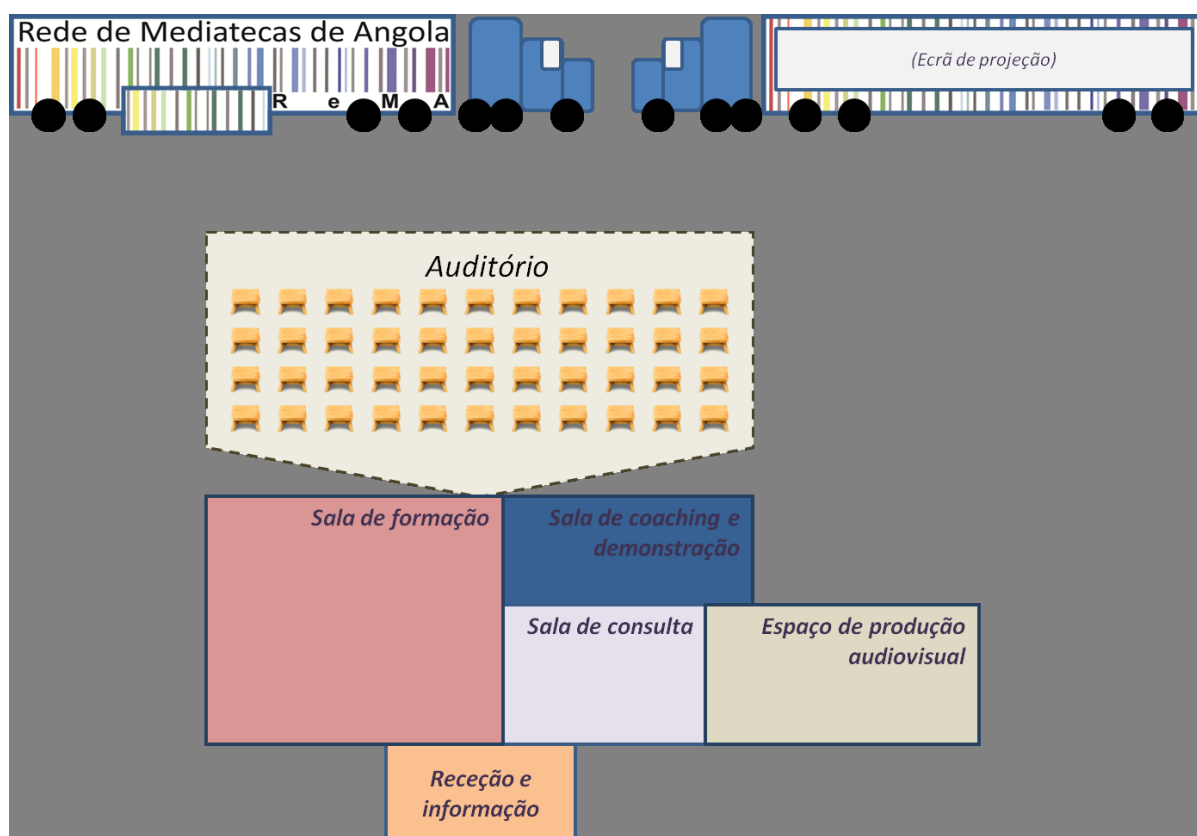 Rede de Mediatecas de Angola
R e M A
(Ecrã de projeção)
Auditório
Sala de formação
Sala de coaching e
demonstração
Sala de consulta
Espaço de produção
audiovisual
Receção e
informação